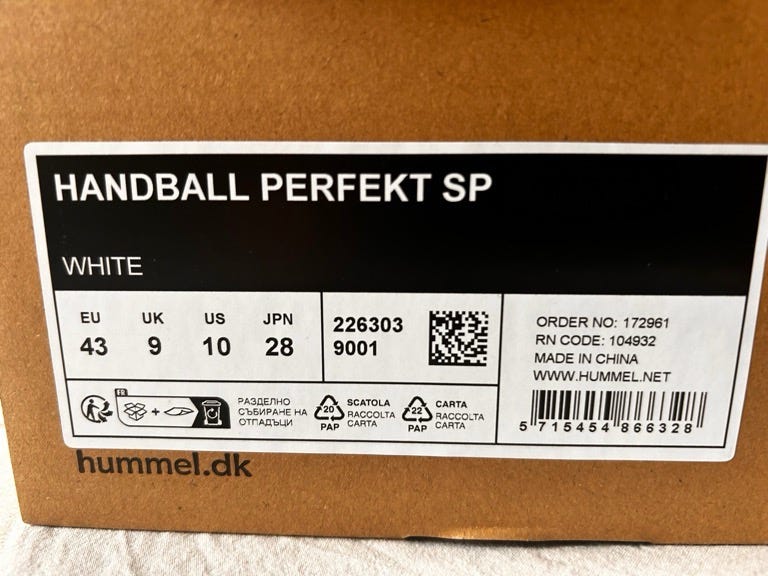 HANDBALL PERFEKT SP
WHITE
EU UK US JPN
43 9 10 28
226303
9001
ORDER NO: 172961
RN CODE: 104932
MADE IN CHINA
WWW.HUMMEL.NET
5 715454 866328
FR
+
РАЗДЕЛНО
СЪБИРАНЕ НА
ОТПАДЪЦИ
20
PAP
SCATOLA
RACCOLTA
CARTA
22
PAP
CARTA
RACCOLTA
CARTA
hummel.dk